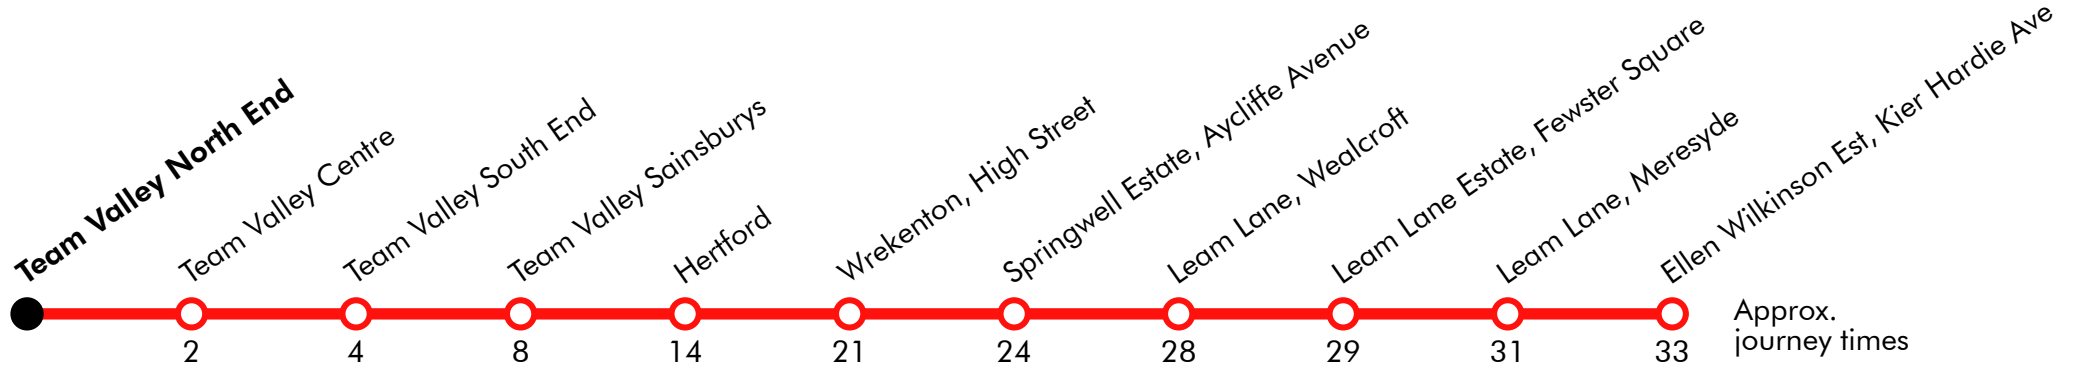 Team Valley North End
Team Valley Centre
Team Valley South End
Team Valley Sainsburys
Hertford
Wrekenton, High Street
Springwell Estate, Aycliffe Avenue
Leam Lane, Wealcroft
Leam Lane Estate, Fewster Square
Leam Lane, Meresyde
Ellen Wilkinson Est, Kier Hardie Ave
2
4
8
14
21
24
28
29
31
33
Approx.
journey times